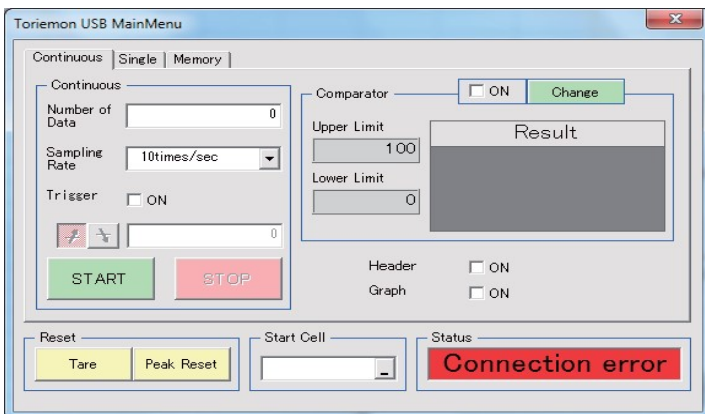 Toriemon USB MainMenu
Continuous Single Memory
Continuous
Number of
Data
0
Sampling
Rate
10times/sec
Trigger ON
0
START STOP
Comparator ON Change
Upper Limit
100
Lower Limit
0
Result
Header ON
Graph ON
Reset
Tare Peak Reset
Start Cell
Status
Connection error